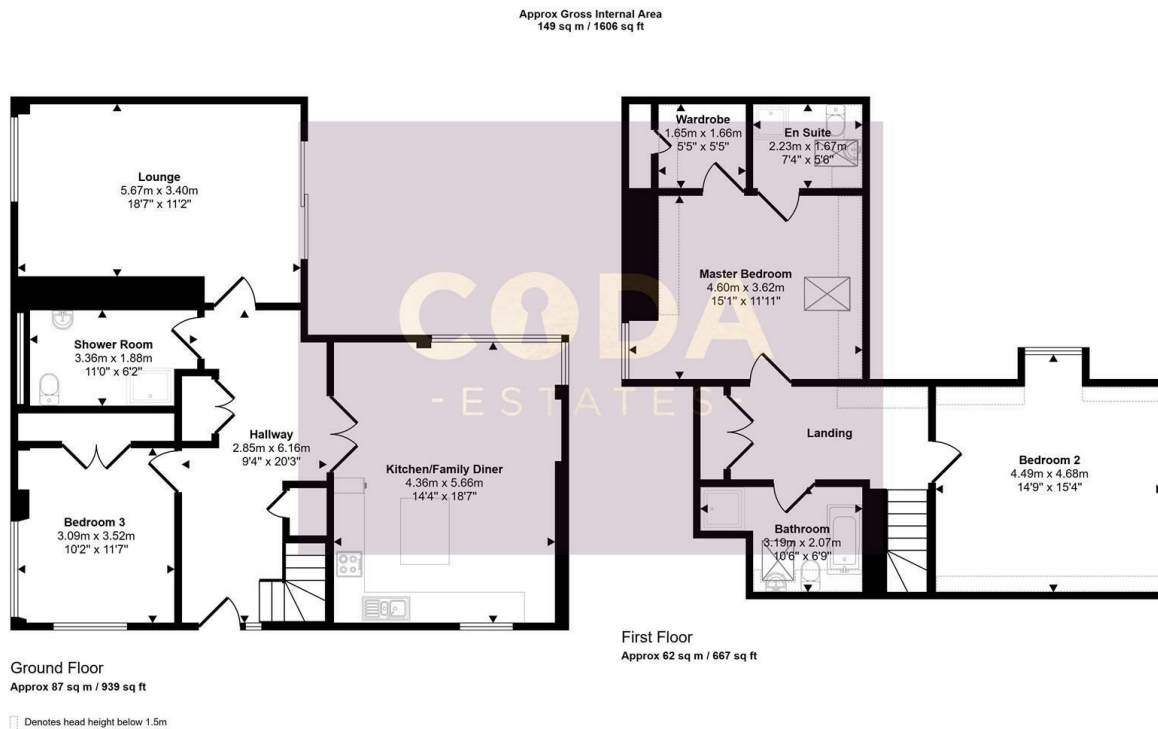 Approx Gross Internal Area
149 sq m / 1606 sq ft
Lounge
5.67m x 3.40m
18'7" x 11'2"
Shower Room
3.36m x 1.88m
11'0" x 6'2"
Hallway
2.85m x 6.16m
9'4" x 20'3"
Bedroom 3
3.09m x 3.52m
10'2" x 11'7"
Kitchen/Family Diner
4.36m x 5.66m
14'4" x 18'7"
Ground Floor
Approx 87 sq m / 939 sq ft
Denotes head height below 1.5m
Wardrobe
1.65m x 1.66m
5'5" x 5'5"
En Suite
2.23m x 1.67m
7'4" x 5'6"
Master Bedroom
4.60m x 3.62m
15'1" x 11'11"
Landing
Bedroom 2
4.49m x 4.68m
14'9" x 15'4"
Bathroom
3.19m x 2.07m
10'6" x 6'9"
First Floor
Approx 62 sq m / 667 sq ft
CODA
-ESTATES-